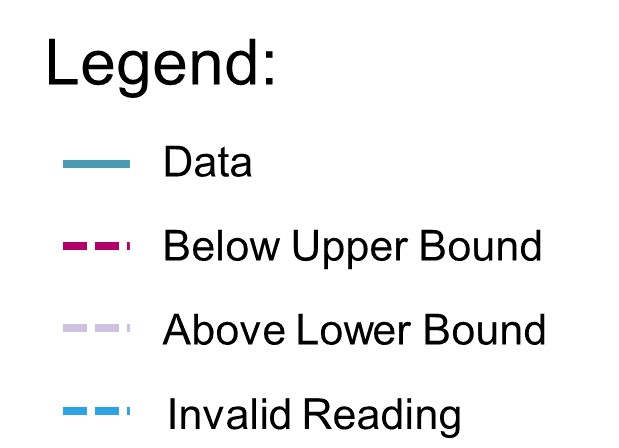 Legend:
Data
Below Upper Bound
Above Lower Bound
Invalid Reading